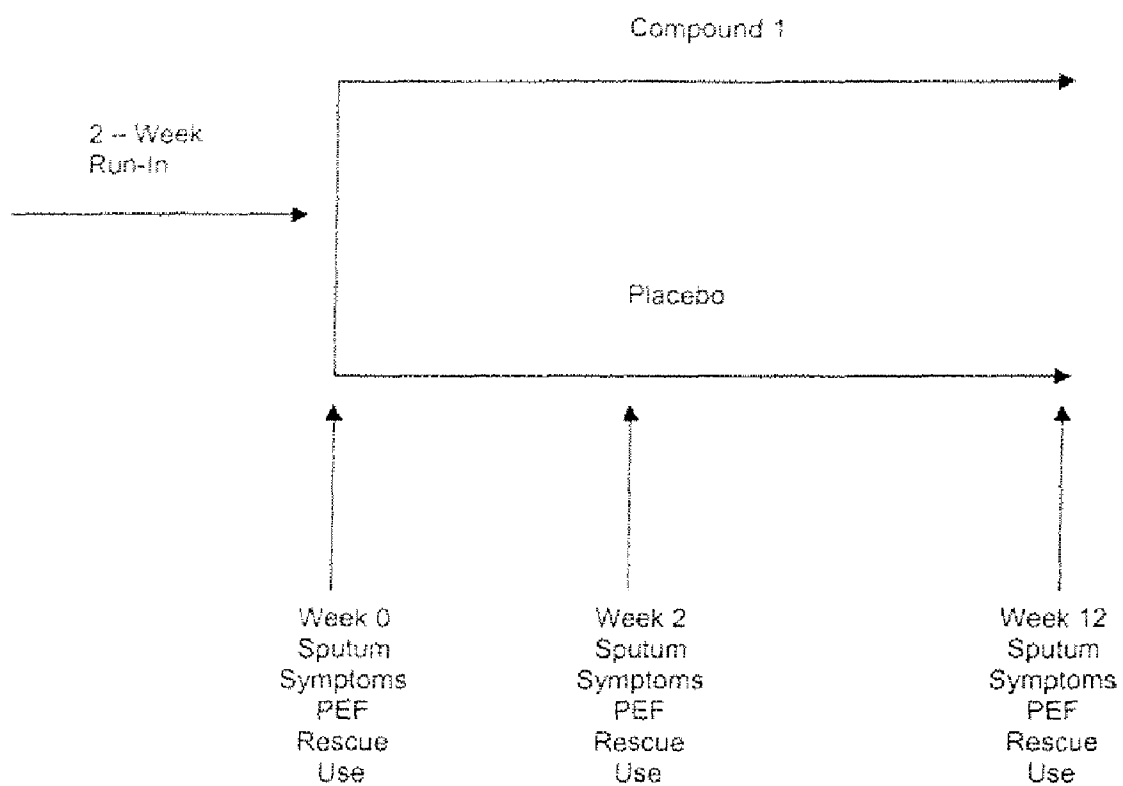 Compound 1
2 -- Week
Run-In
Placebo
Week 0
Sputum
Symptoms
PEF
Rescue
Use
Week 2
Sputum
Symptoms
PEF
Rescue
Use
Week 12
Sputum
Symptoms
PEF
Rescue
Use